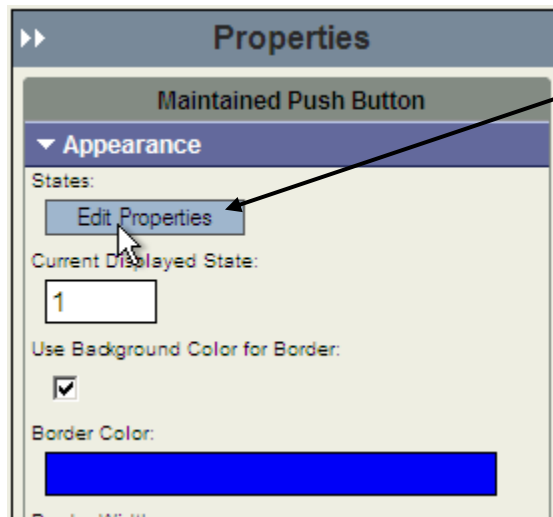 Properties
Maintained Push Button
Appearance
States:
Edit Properties
Current Displayed State:
1
Use Background Color for Border:
Border Color: